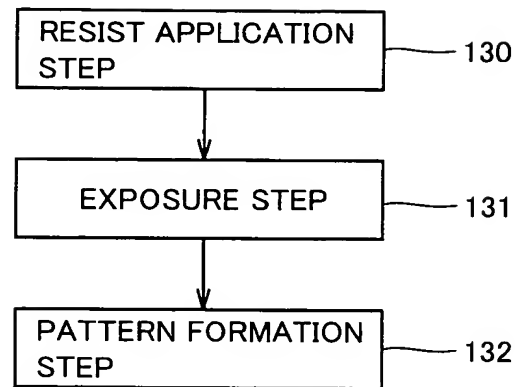 RESIST APPLICATION
STEP
130
EXPOSURE STEP
131
PATTERN FORMATION
STEP
132